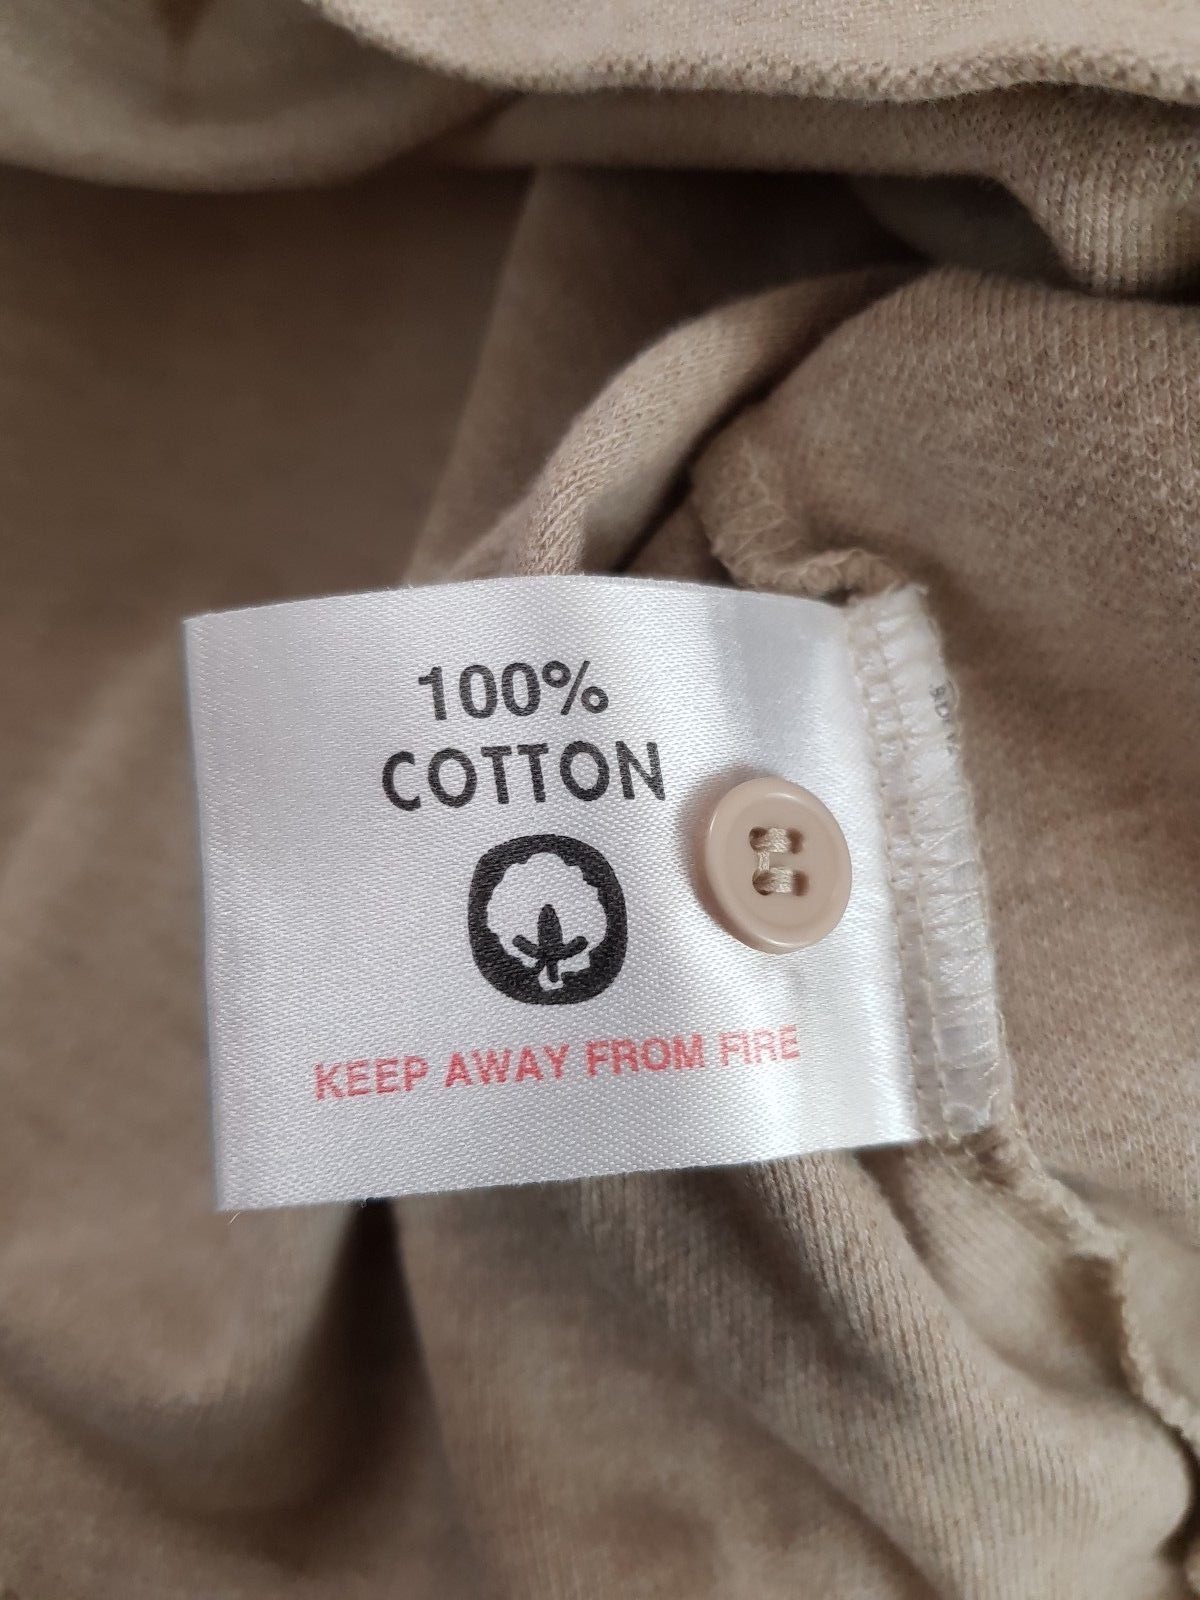 100%
COTTON
KEEP AWAY FROM FIRE